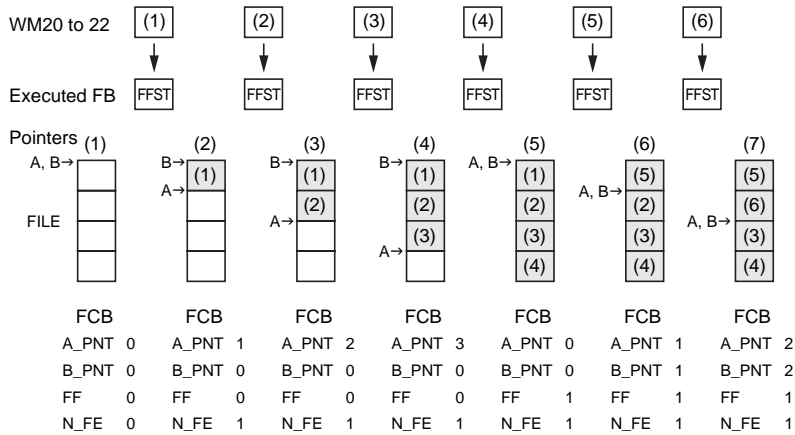 WM20 to 22 (1) (2) (3) (4) (5) (6)
Executed FB FFST FFST FFST FFST FFST FFST
Pointers (1) (2) (3) (4) (5) (6) (7)
A, B→ B→ (1) B→ (1) B→ (1) A, B→ (1) (5) (5)
A→ (2) (2) (2) A, B→ (2) (6)
FILE A→ (3) (3) (3) A, B→ (3)
A→ (4) (4) (4)
FCB FCB FCB FCB FCB FCB FCB
A_PNT 0 A_PNT 1 A_PNT 2 A_PNT 3 A_PNT 0 A_PNT 1 A_PNT 2
B_PNT 0 B_PNT 0 B_PNT 0 B_PNT 0 B_PNT 0 B_PNT 1 B_PNT 2
FF 0 FF 0 FF 0 FF 0 FF 1 FF 1 FF 1
N_FE 0 N_FE 1 N_FE 1 N_FE 1 N_FE 1 N_FE 1 N_FE 1